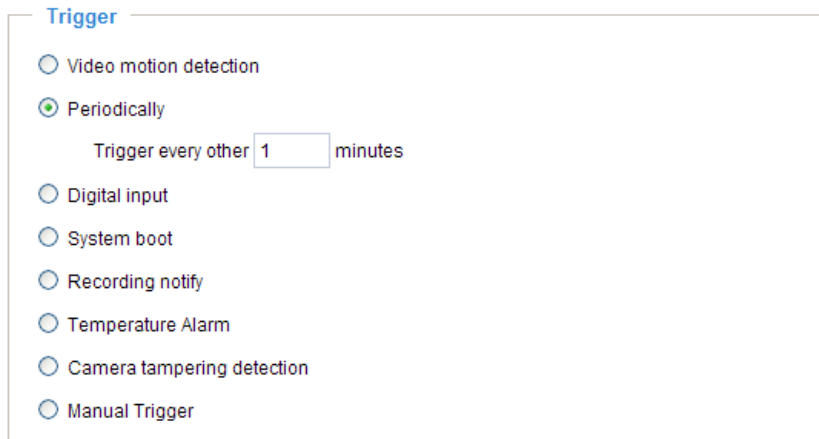 Trigger
Video motion detection
Periodically
Trigger every other 1 minutes
Digital input
System boot
Recording notify
Temperature Alarm
Camera tampering detection
Manual Trigger